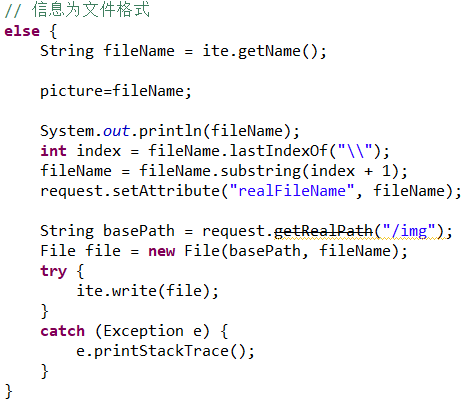 // 信息为文件格式
else {
    String fileName = ite.getName();

    picture=fileName;

    System.out.println(fileName);
    int index = fileName.lastIndexOf("\\");
    fileName = fileName.substring(index + 1);
    request.setAttribute("realFileName", fileName);

    String basePath = request.getRealPath("/img");
    File file = new File(basePath, fileName);
    try {
        ite.write(file);
    }
    catch (Exception e) {
        e.printStackTrace();
    }
}